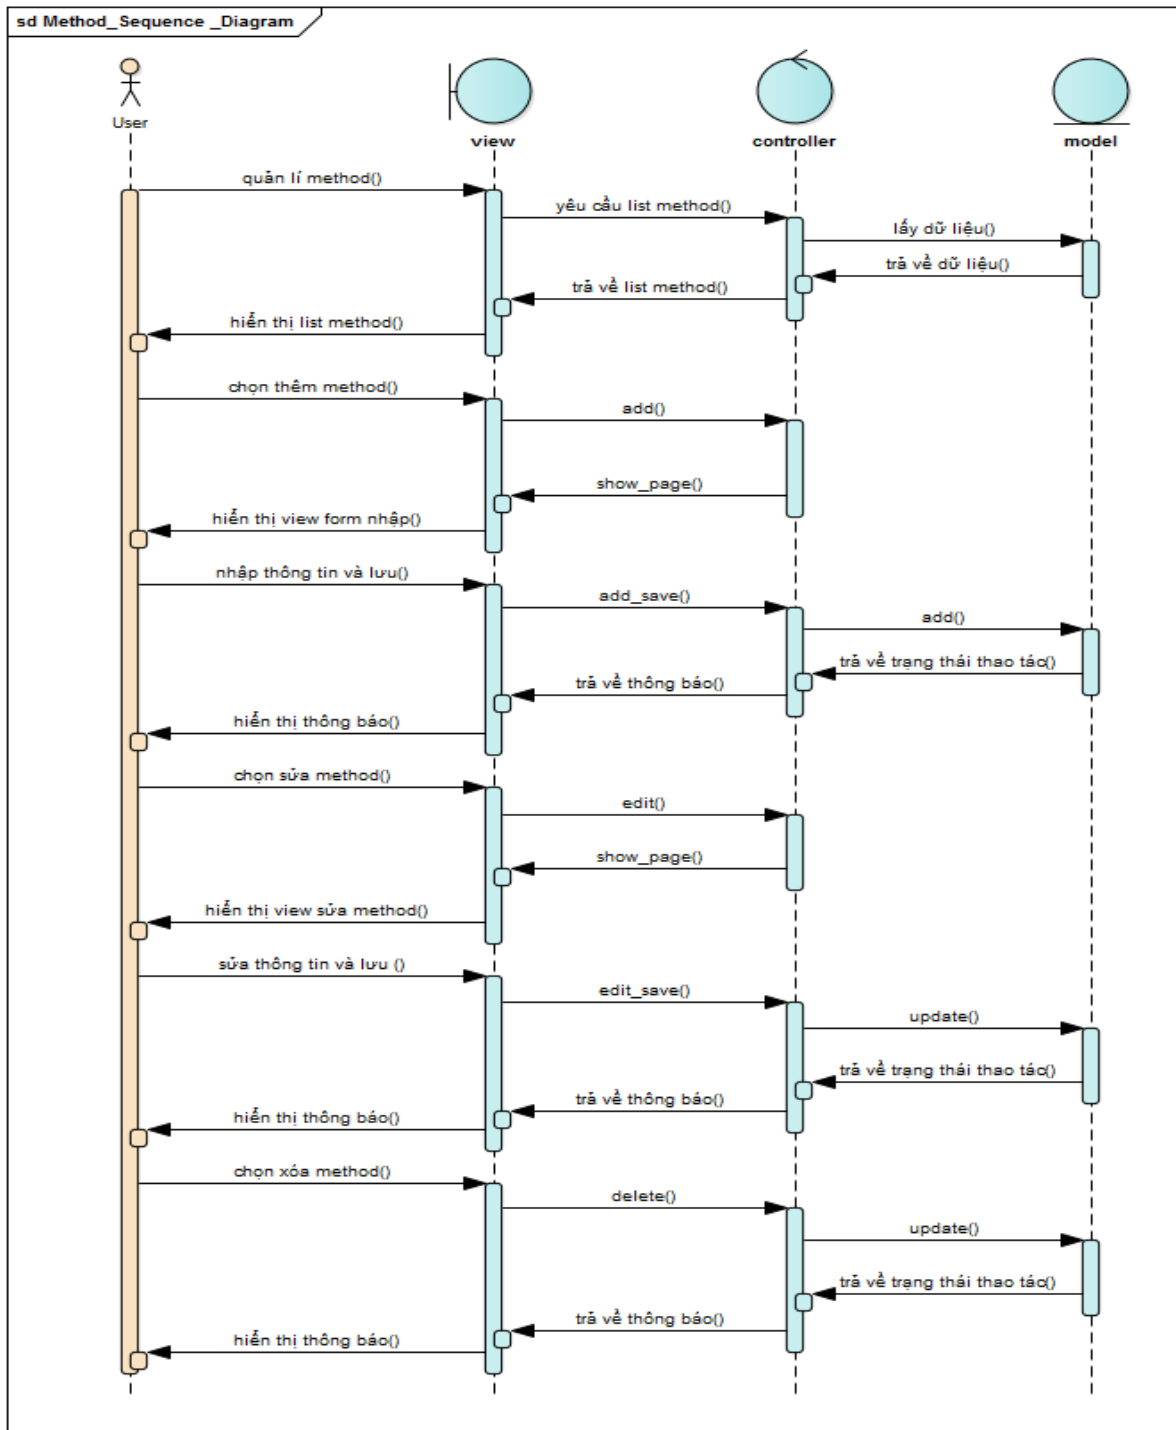 sd Method_Sequence _Diagram
User
view
controller
model
quản lí method()
yêu cầu list method()
lấy dữ liệu()
trả về dữ liệu()
trả về list method()
hiển thị list method()
chọn thêm method()
add()
show_page()
hiển thị view form nhập()
nhập thông tin và lưu()
add_save()
add()
trả về trạng thái thao tác()
trả về thông báo()
hiển thị thông báo()
chọn sửa method()
edit()
show_page()
hiển thị view sửa method()
sửa thông tin và lưu ()
edit_save()
update()
trả về trạng thái thao tác()
trả về thông báo()
hiển thị thông báo()
chọn xóa method()
delete()
update()
trả về trạng thái thao tác()
trả về thông báo()
hiển thị thông báo()